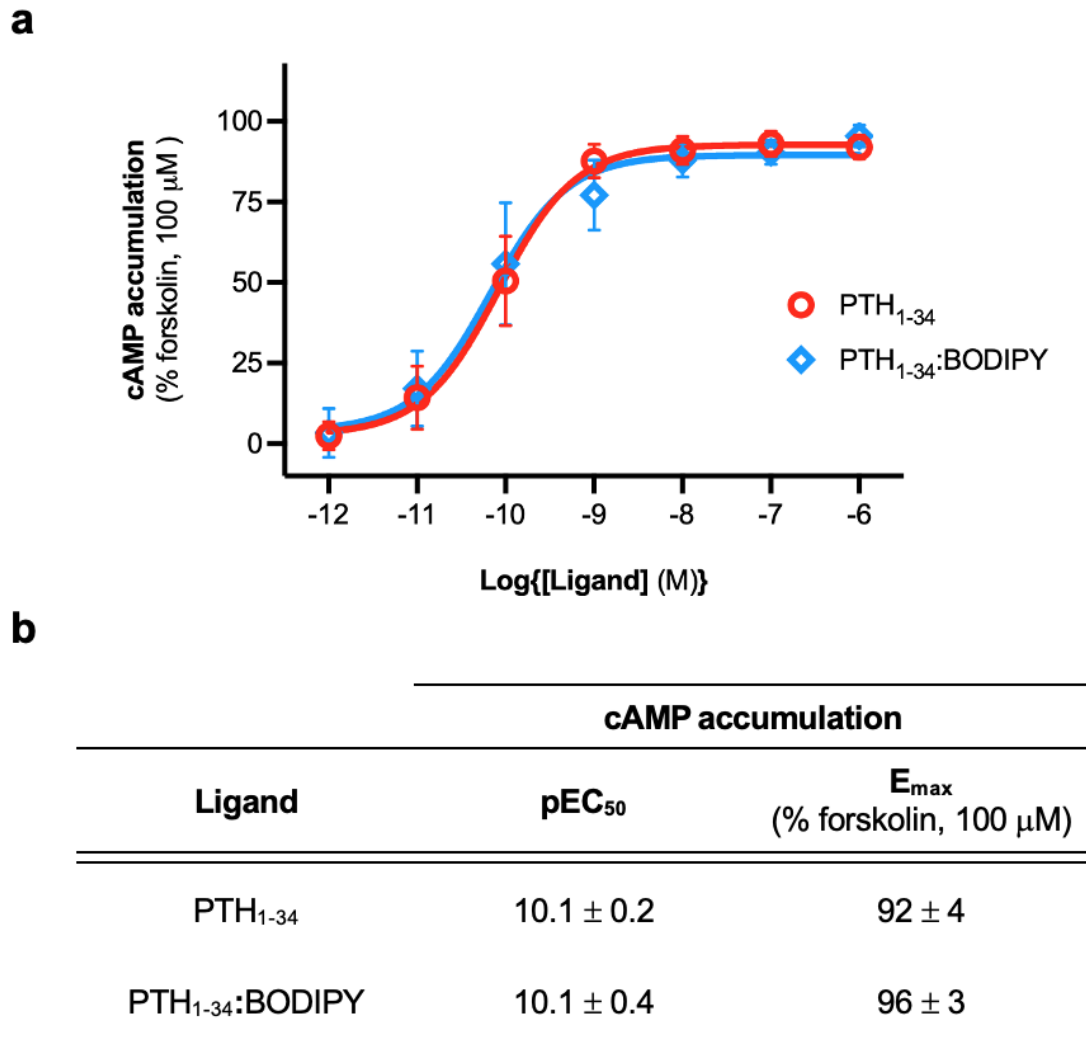 a
cAMP accumulation
(% forskolin, 100 μM )
100
75
50
25
0
-12 -11 -10 -9 -8 -7 -6
Log{[Ligand] (M)}
PTH1-34
PTH1-34:BODIPY
b
cAMP accumulation
Ligand pEC50 Emax
(% forskolin, 100 μM)
PTH1-34 10.1 ± 0.2 92 ± 4
PTH1-34:BODIPY 10.1 ± 0.4 96 ± 3